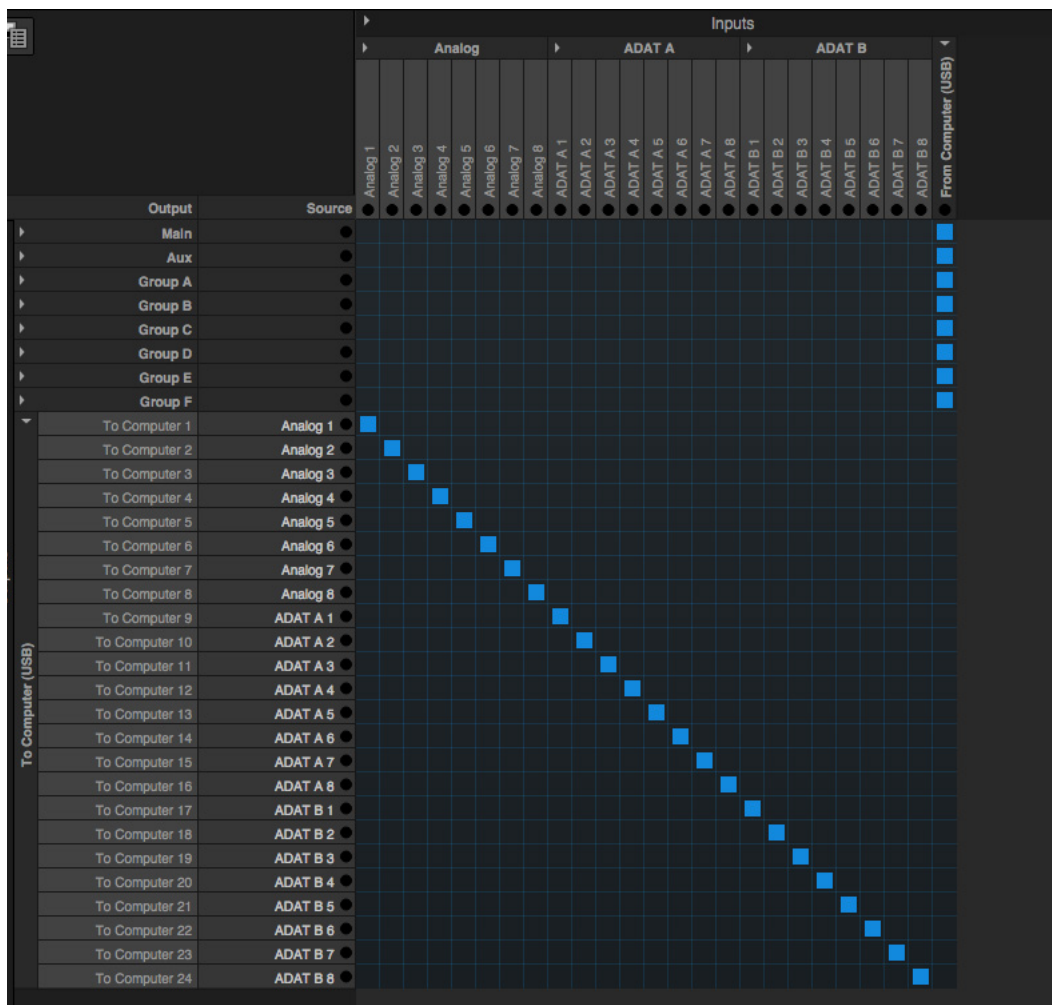 Inputs
Analog ADAT A ADAT B
Analog 1
Analog 2
Analog 3
Analog 4
Analog 5
Analog 6
Analog 7
Analog 8
ADAT A 1
ADAT A 2
ADAT A 3
ADAT A 4
ADAT A 5
ADAT A 6
ADAT A 7
ADAT A 8
ADAT B 1
ADAT B 2
ADAT B 3
ADAT B 4
ADAT B 5
ADAT B 6
ADAT B 7
ADAT B 8
From Computer (USB)
Output Source
Main
Aux
Group A
Group B
Group C
Group D
Group E
Group F
To Computer (USB)
To Computer 1 Analog 1
To Computer 2 Analog 2
To Computer 3 Analog 3
To Computer 4 Analog 4
To Computer 5 Analog 5
To Computer 6 Analog 6
To Computer 7 Analog 7
To Computer 8 Analog 8
To Computer 9 ADAT A 1
To Computer 10 ADAT A 2
To Computer 11 ADAT A 3
To Computer 12 ADAT A 4
To Computer 13 ADAT A 5
To Computer 14 ADAT A 6
To Computer 15 ADAT A 7
To Computer 16 ADAT A 8
To Computer 17 ADAT B 1
To Computer 18 ADAT B 2
To Computer 19 ADAT B 3
To Computer 20 ADAT B 4
To Computer 21 ADAT B 5
To Computer 22 ADAT B 6
To Computer 23 ADAT B 7
To Computer 24 ADAT B 8